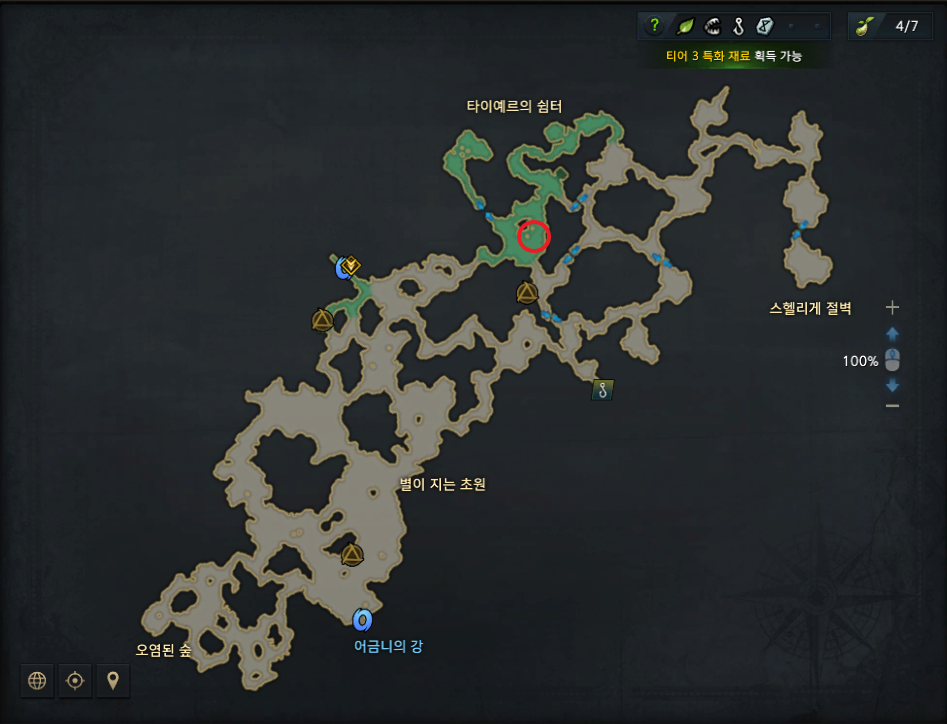 ?
4/7
티어 3 특화 재료 획득 가능
타이예르의 쉼터
스헬리게 절벽
100%
별이 지는 초원
오염된 숲
어금니의 강